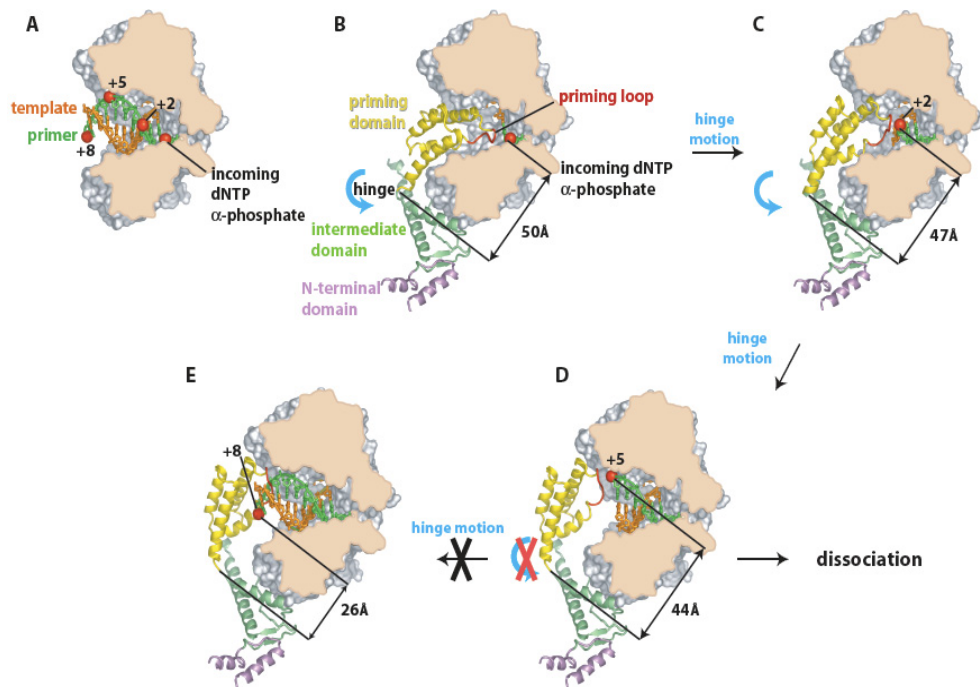 A
+5
+2
template
primer
+8
incoming
dNTP
α-phosphate
B
priming
domain
priming loop
hinge
incoming dNTP
α-phosphate
50Å
intermediate
domain
N-terminal
domain
hinge
motion
C
+2
47Å
hinge
motion
D
+5
44Å
dissociation
hinge motion
E
+8
26Å